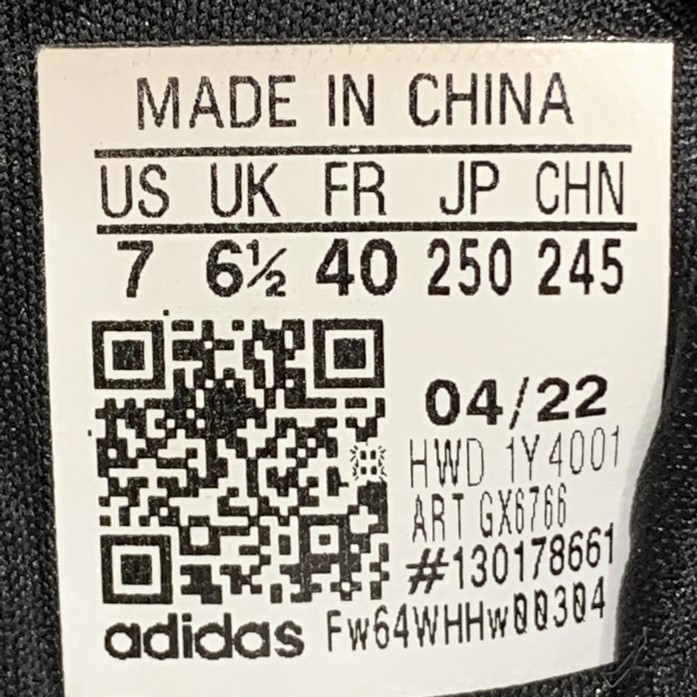 MADE IN CHINA
US UK FR JP CHN
7 6½ 40 250 245
04/22
HWD 1Y4001
ART GX6766
#130178661
adidas Fw64WHHw00304